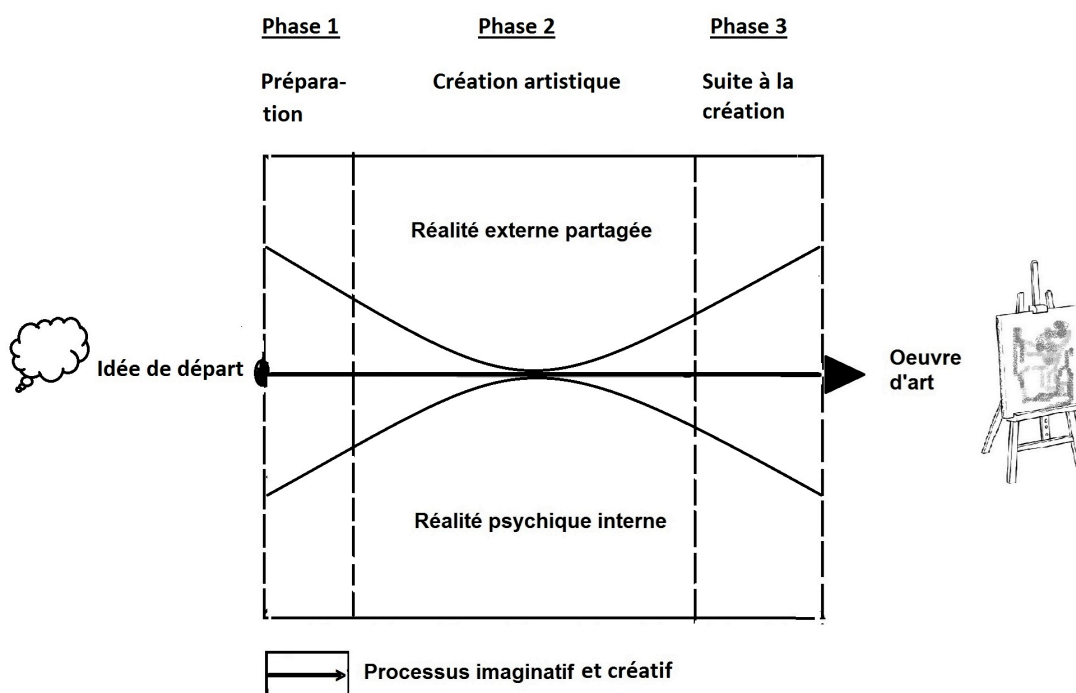 Phase 1
Phase 2
Phase 3
Prépara-
tion
Création artistique
Suite à la
création
Réalité externe partagée
Idée de départ
Oeuvre
d'art
Réalité psychique interne
Processus imaginatif et créatif